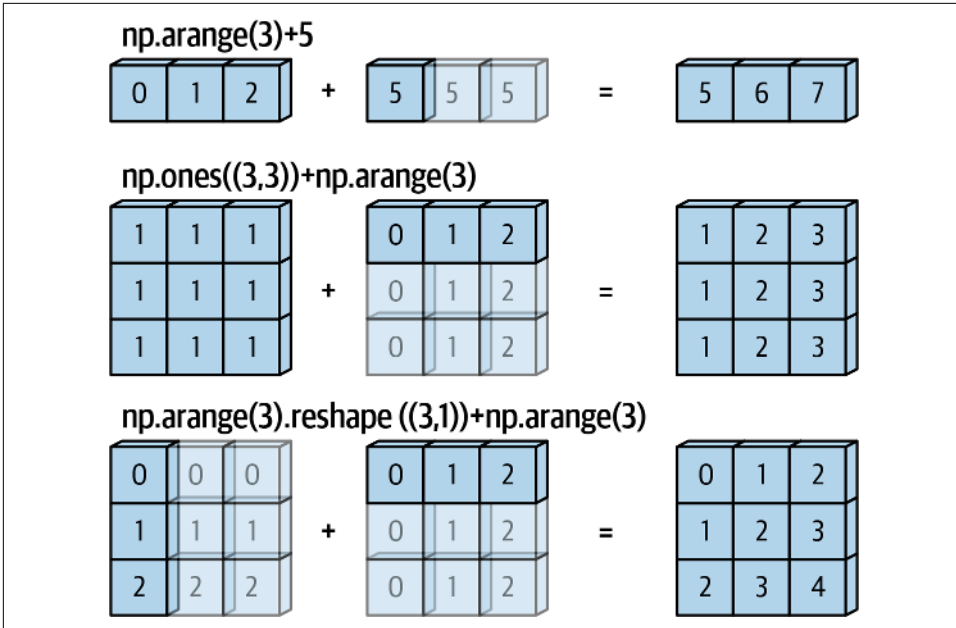 np.arange(3)+5
0 1 2 + 5 5 5 = 5 6 7
np.ones((3,3))+np.arange(3)
1 1 1 0 1 2 1 2 3
1 1 1 + 0 1 2 = 1 2 3
1 1 1 0 1 2 1 2 3
np.arange(3).reshape ((3,1))+np.arange(3)
0 0 0 0 1 2 0 1 2
1 1 1 + 0 1 2 = 1 2 3
2 2 2 0 1 2 2 3 4